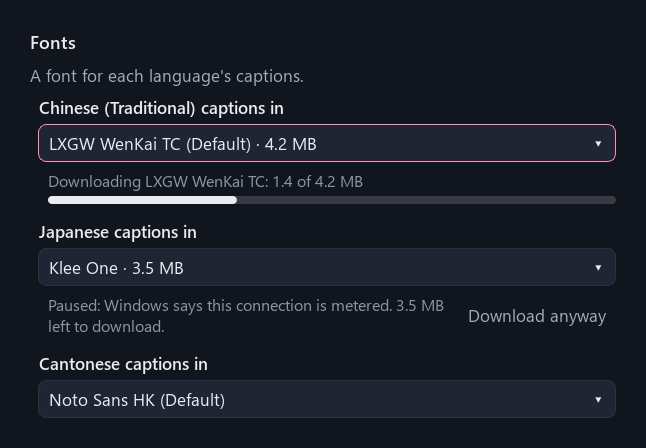 Fonts
A font for each language's captions.
Chinese (Traditional) captions in
LXGW WenKai TC (Default) · 4.2 MB
Downloading LXGW WenKai TC: 1.4 of 4.2 MB
Japanese captions in
Klee One · 3.5 MB
Paused: Windows says this connection is metered. 3.5 MB
left to download.
Download anyway
Cantonese captions in
Noto Sans HK (Default)